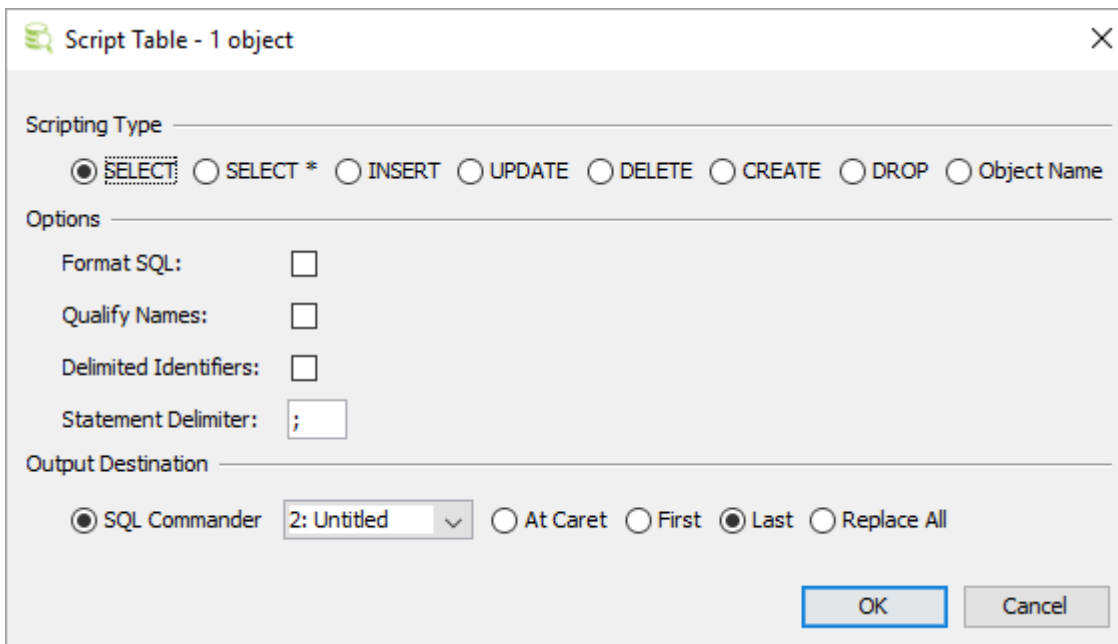 Script Table - 1 object
Scripting Type
SELECT SELECT * INSERT UPDATE DELETE CREATE DROP Object Name
Options
Format SQL:
Qualify Names:
Delimited Identifiers:
Statement Delimiter: ;
Output Destination
SQL Commander 2: Untitled At Caret First Last Replace All
OK Cancel